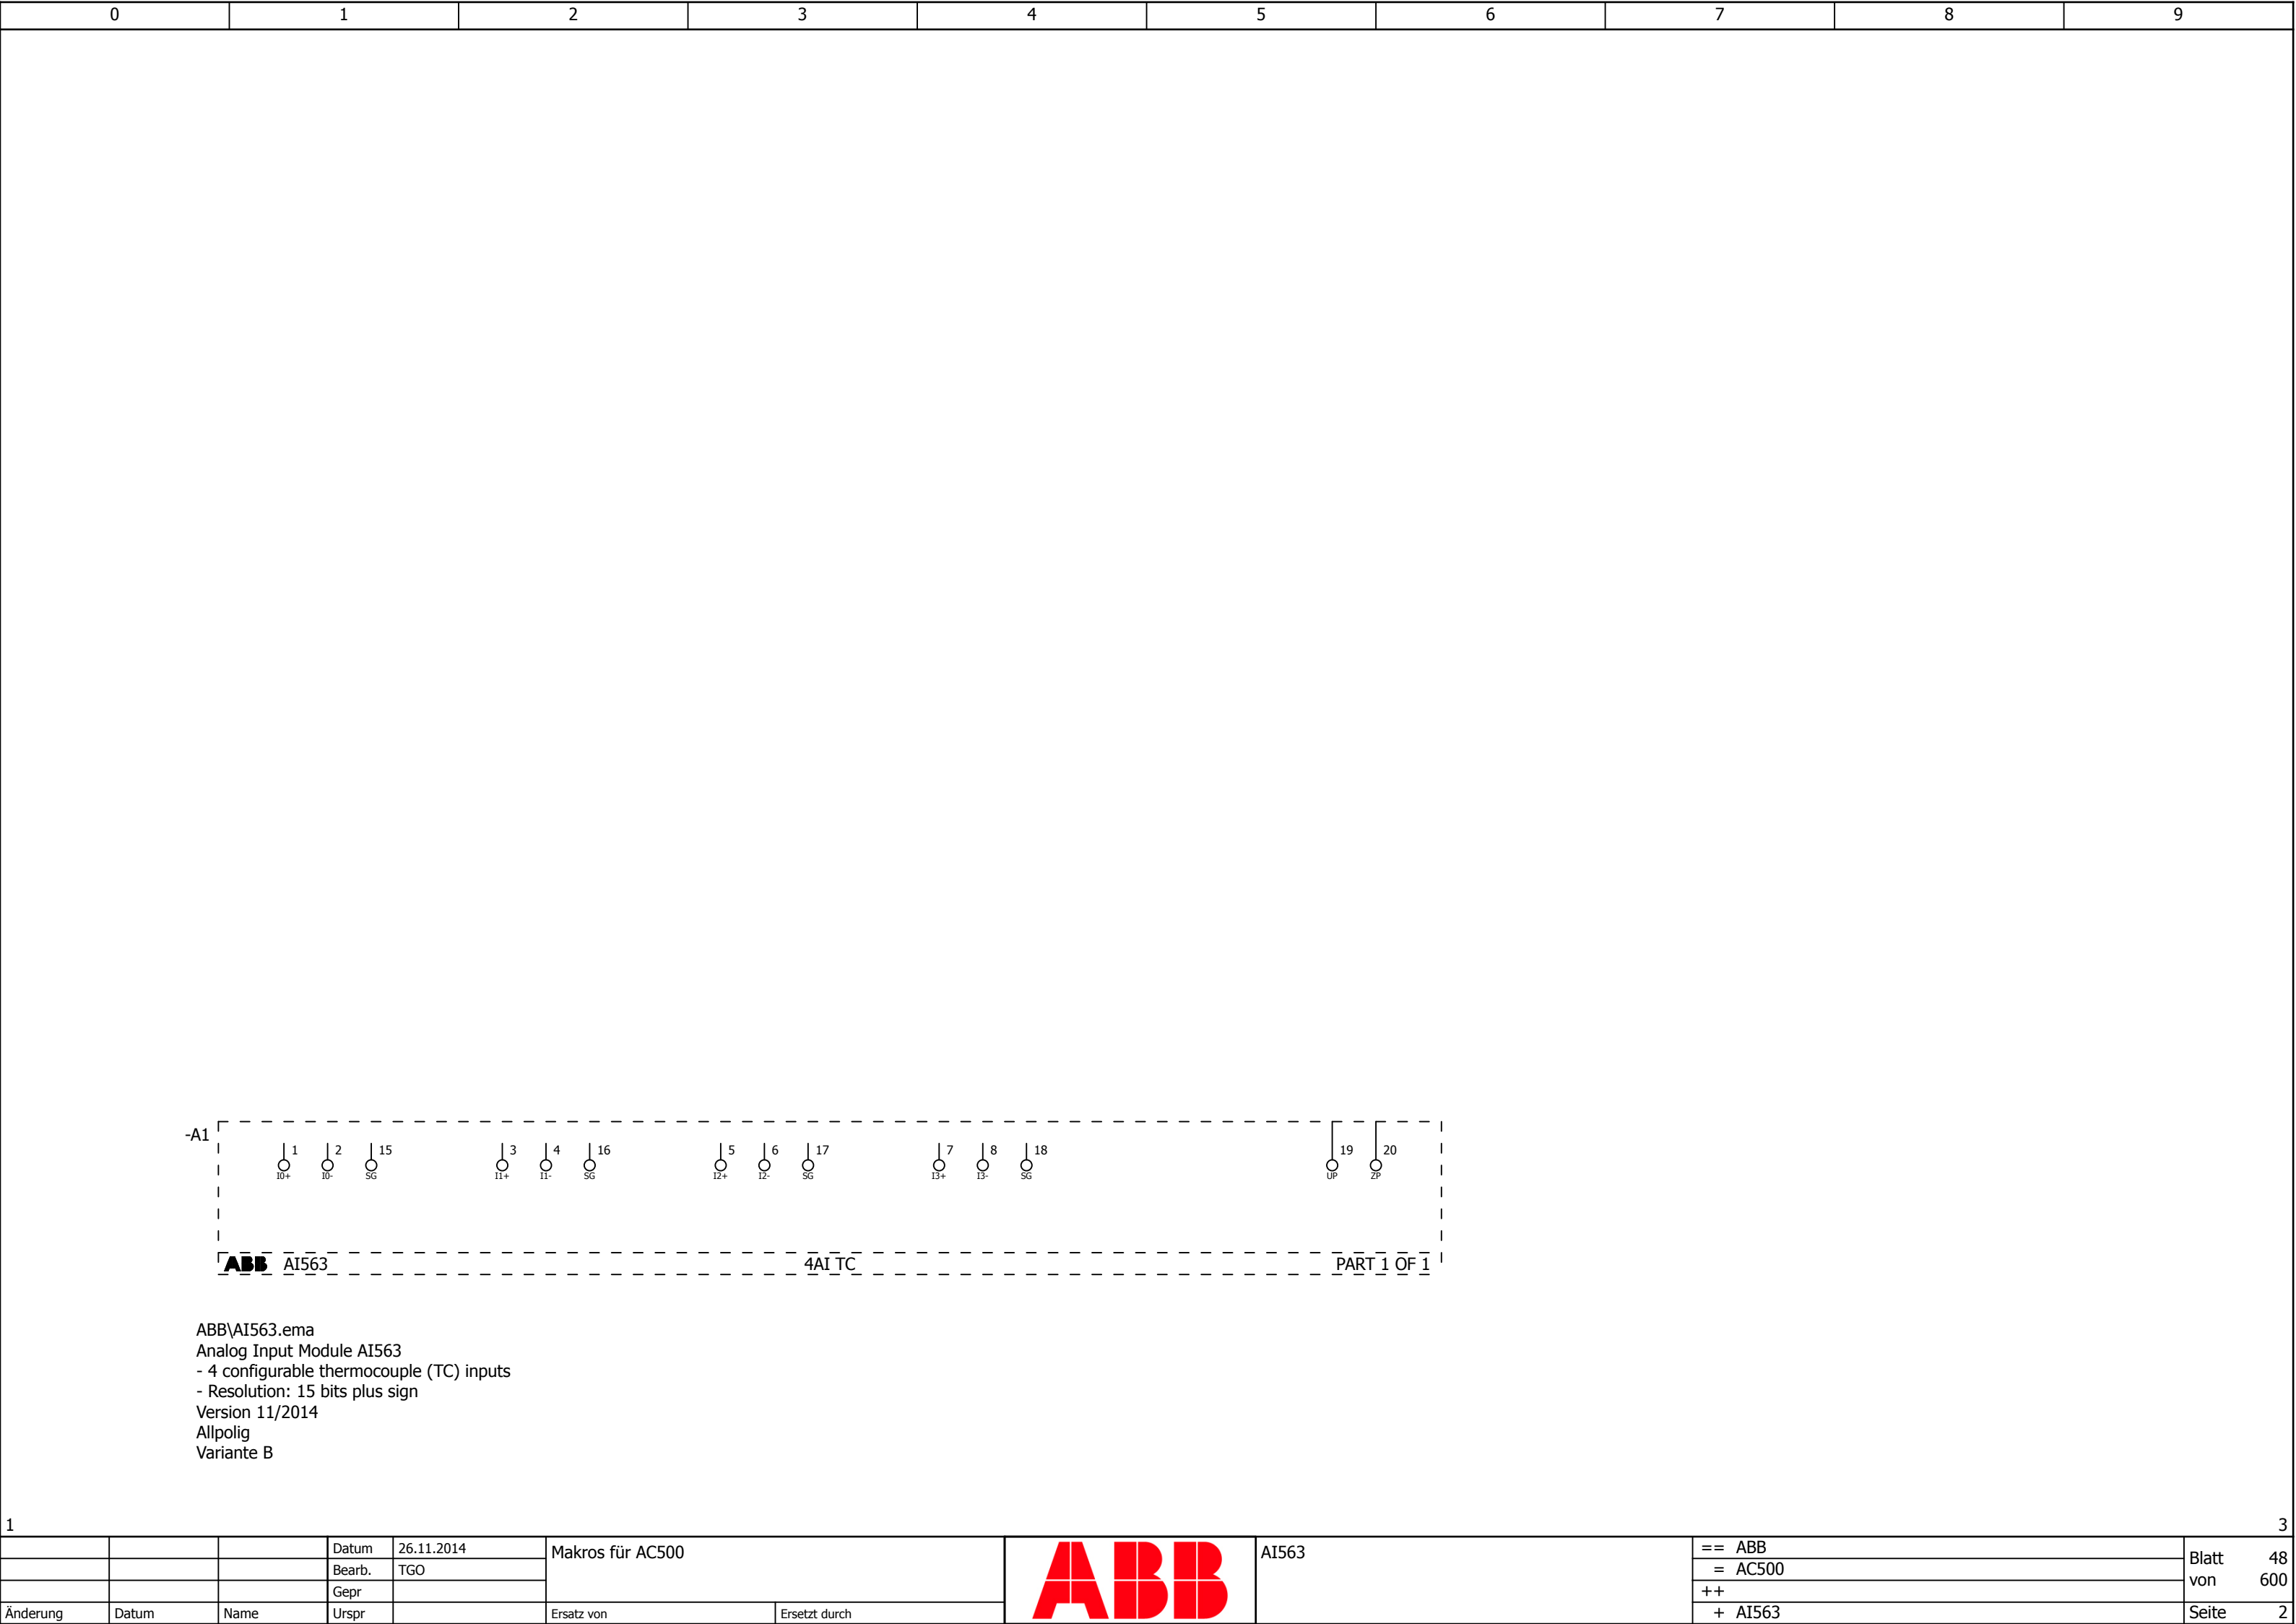 0 1 2 3 4 5 6 7 8 9
-A1
1 2 15 3 4 16 5 6 17 7 8 18 19 20
I0+ I0- SG I1+ I1- SG I2+ I2- SG I3+ I3- SG UP ZP
ABB AI563 4AI TC PART 1 OF 1
ABB\AI563.ema
Analog Input Module AI563
- 4 configurable thermocouple (TC) inputs
- Resolution: 15 bits plus sign
Version 11/2014
Allpolig
Variante B
1 3
Datum 26.11.2014 Makros für AC500 ABB AI563 == ABB Blatt 48
Bearb. TGO = AC500 von 600
Gepr ++
Änderung Datum Name Urspr Ersatz von Ersetzt durch + AI563 Seite 2